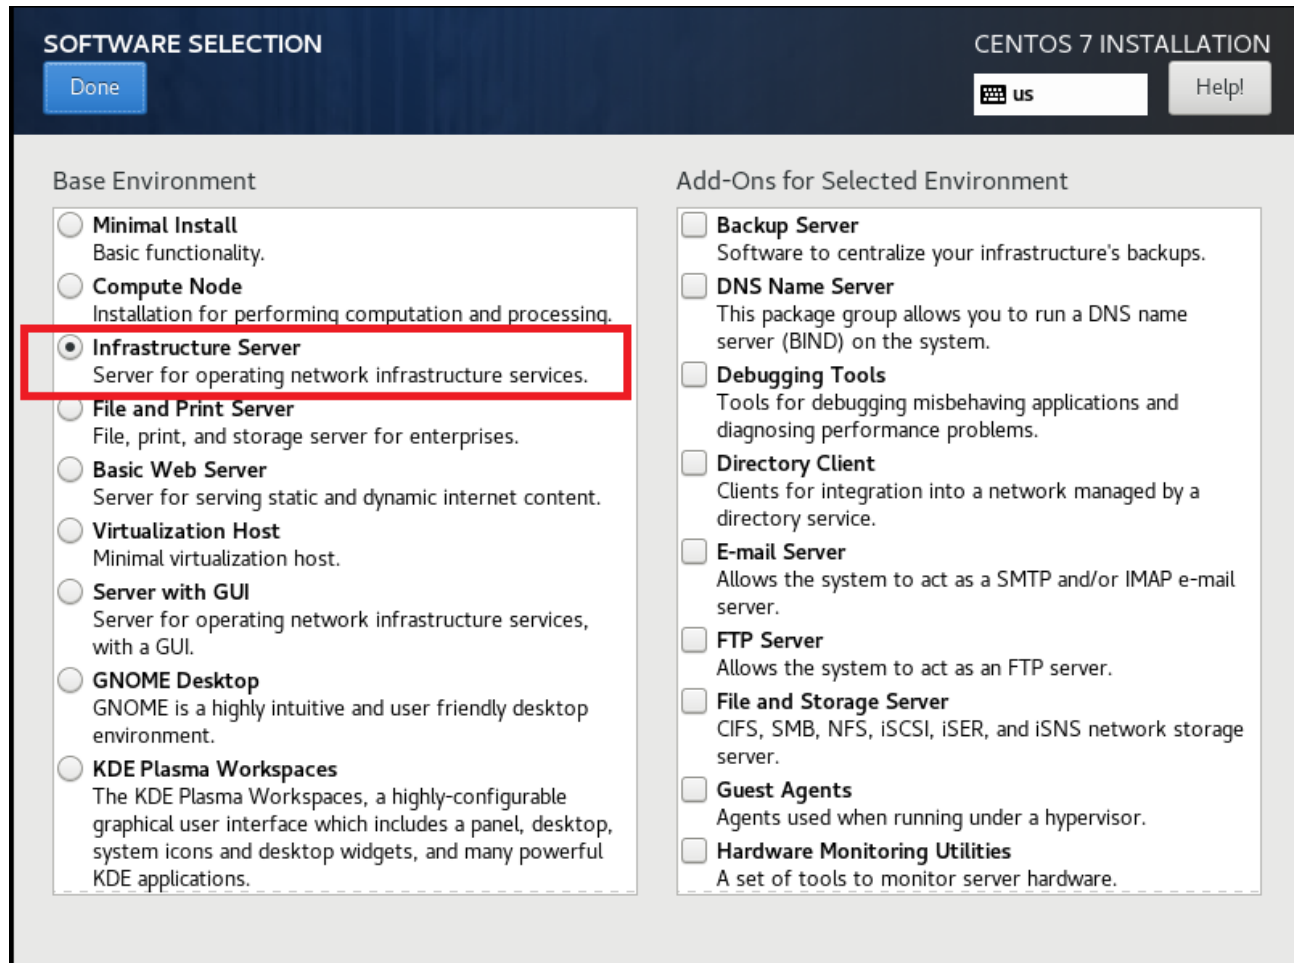 SOFTWARE SELECTION
Done
CENTOS 7 INSTALLATION
us
Help!
Base Environment
Minimal Install
Basic functionality.
Compute Node
Installation for performing computation and processing.
Infrastructure Server
Server for operating network infrastructure services.
File and Print Server
File, print, and storage server for enterprises.
Basic Web Server
Server for serving static and dynamic internet content.
Virtualization Host
Minimal virtualization host.
Server with GUI
Server for operating network infrastructure services,
with a GUI.
GNOME Desktop
GNOME is a highly intuitive and user friendly desktop
environment.
KDE Plasma Workspaces
The KDE Plasma Workspaces, a highly-configurable
graphical user interface which includes a panel, desktop,
system icons and desktop widgets, and many powerful
KDE applications.
Add-Ons for Selected Environment
Backup Server
Software to centralize your infrastructure's backups.
DNS Name Server
This package group allows you to run a DNS name
server (BIND) on the system.
Debugging Tools
Tools for debugging misbehaving applications and
diagnosing performance problems.
Directory Client
Clients for integration into a network managed by a
directory service.
E-mail Server
Allows the system to act as a SMTP and/or IMAP e-mail
server.
FTP Server
Allows the system to act as an FTP server.
File and Storage Server
CIFS, SMB, NFS, iSCSI, iSER, and iSNS network storage
server.
Guest Agents
Agents used when running under a hypervisor.
Hardware Monitoring Utilities
A set of tools to monitor server hardware.